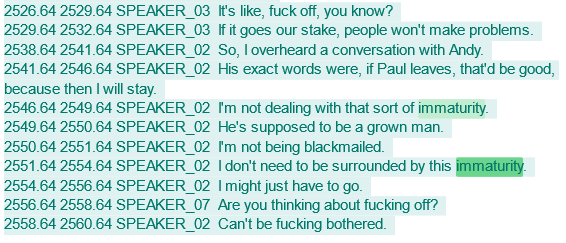 2526.64 2529.64 SPEAKER_03 It's like, fuck off, you know?
2529.64 2532.64 SPEAKER_03 If it goes our stake, people won't make problems.
2538.64 2541.64 SPEAKER_02 So, I overheard a conversation with Andy.
2541.64 2546.64 SPEAKER_02 His exact words were, if Paul leaves, that'd be good,
because then I will stay.
2546.64 2549.64 SPEAKER_02 I'm not dealing with that sort of immaturity.
2549.64 2550.64 SPEAKER_02 He's supposed to be a grown man.
2550.64 2551.64 SPEAKER_02 I'm not being blackmailed.
2551.64 2554.64 SPEAKER_02 I don't need to be surrounded by this immaturity.
2554.64 2556.64 SPEAKER_02 I might just have to go.
2556.64 2558.64 SPEAKER_07 Are you thinking about fucking off?
2558.64 2560.64 SPEAKER_02 Can't be fucking bothered.